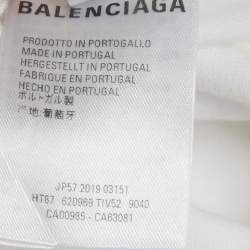 BALENCIAGA
PRODOTTO IN PORTOGALLO
MADE IN PORTUGAL
HERGESTELLT IN PORTUGAL
FABRIQUE EN PORTUGAL
HECHO EN PORTUGAL
ポルトガル製
产地:葡萄牙
JP57 2019 03151
HT87 620969 TIV52 9040
CA00985 - CA63081